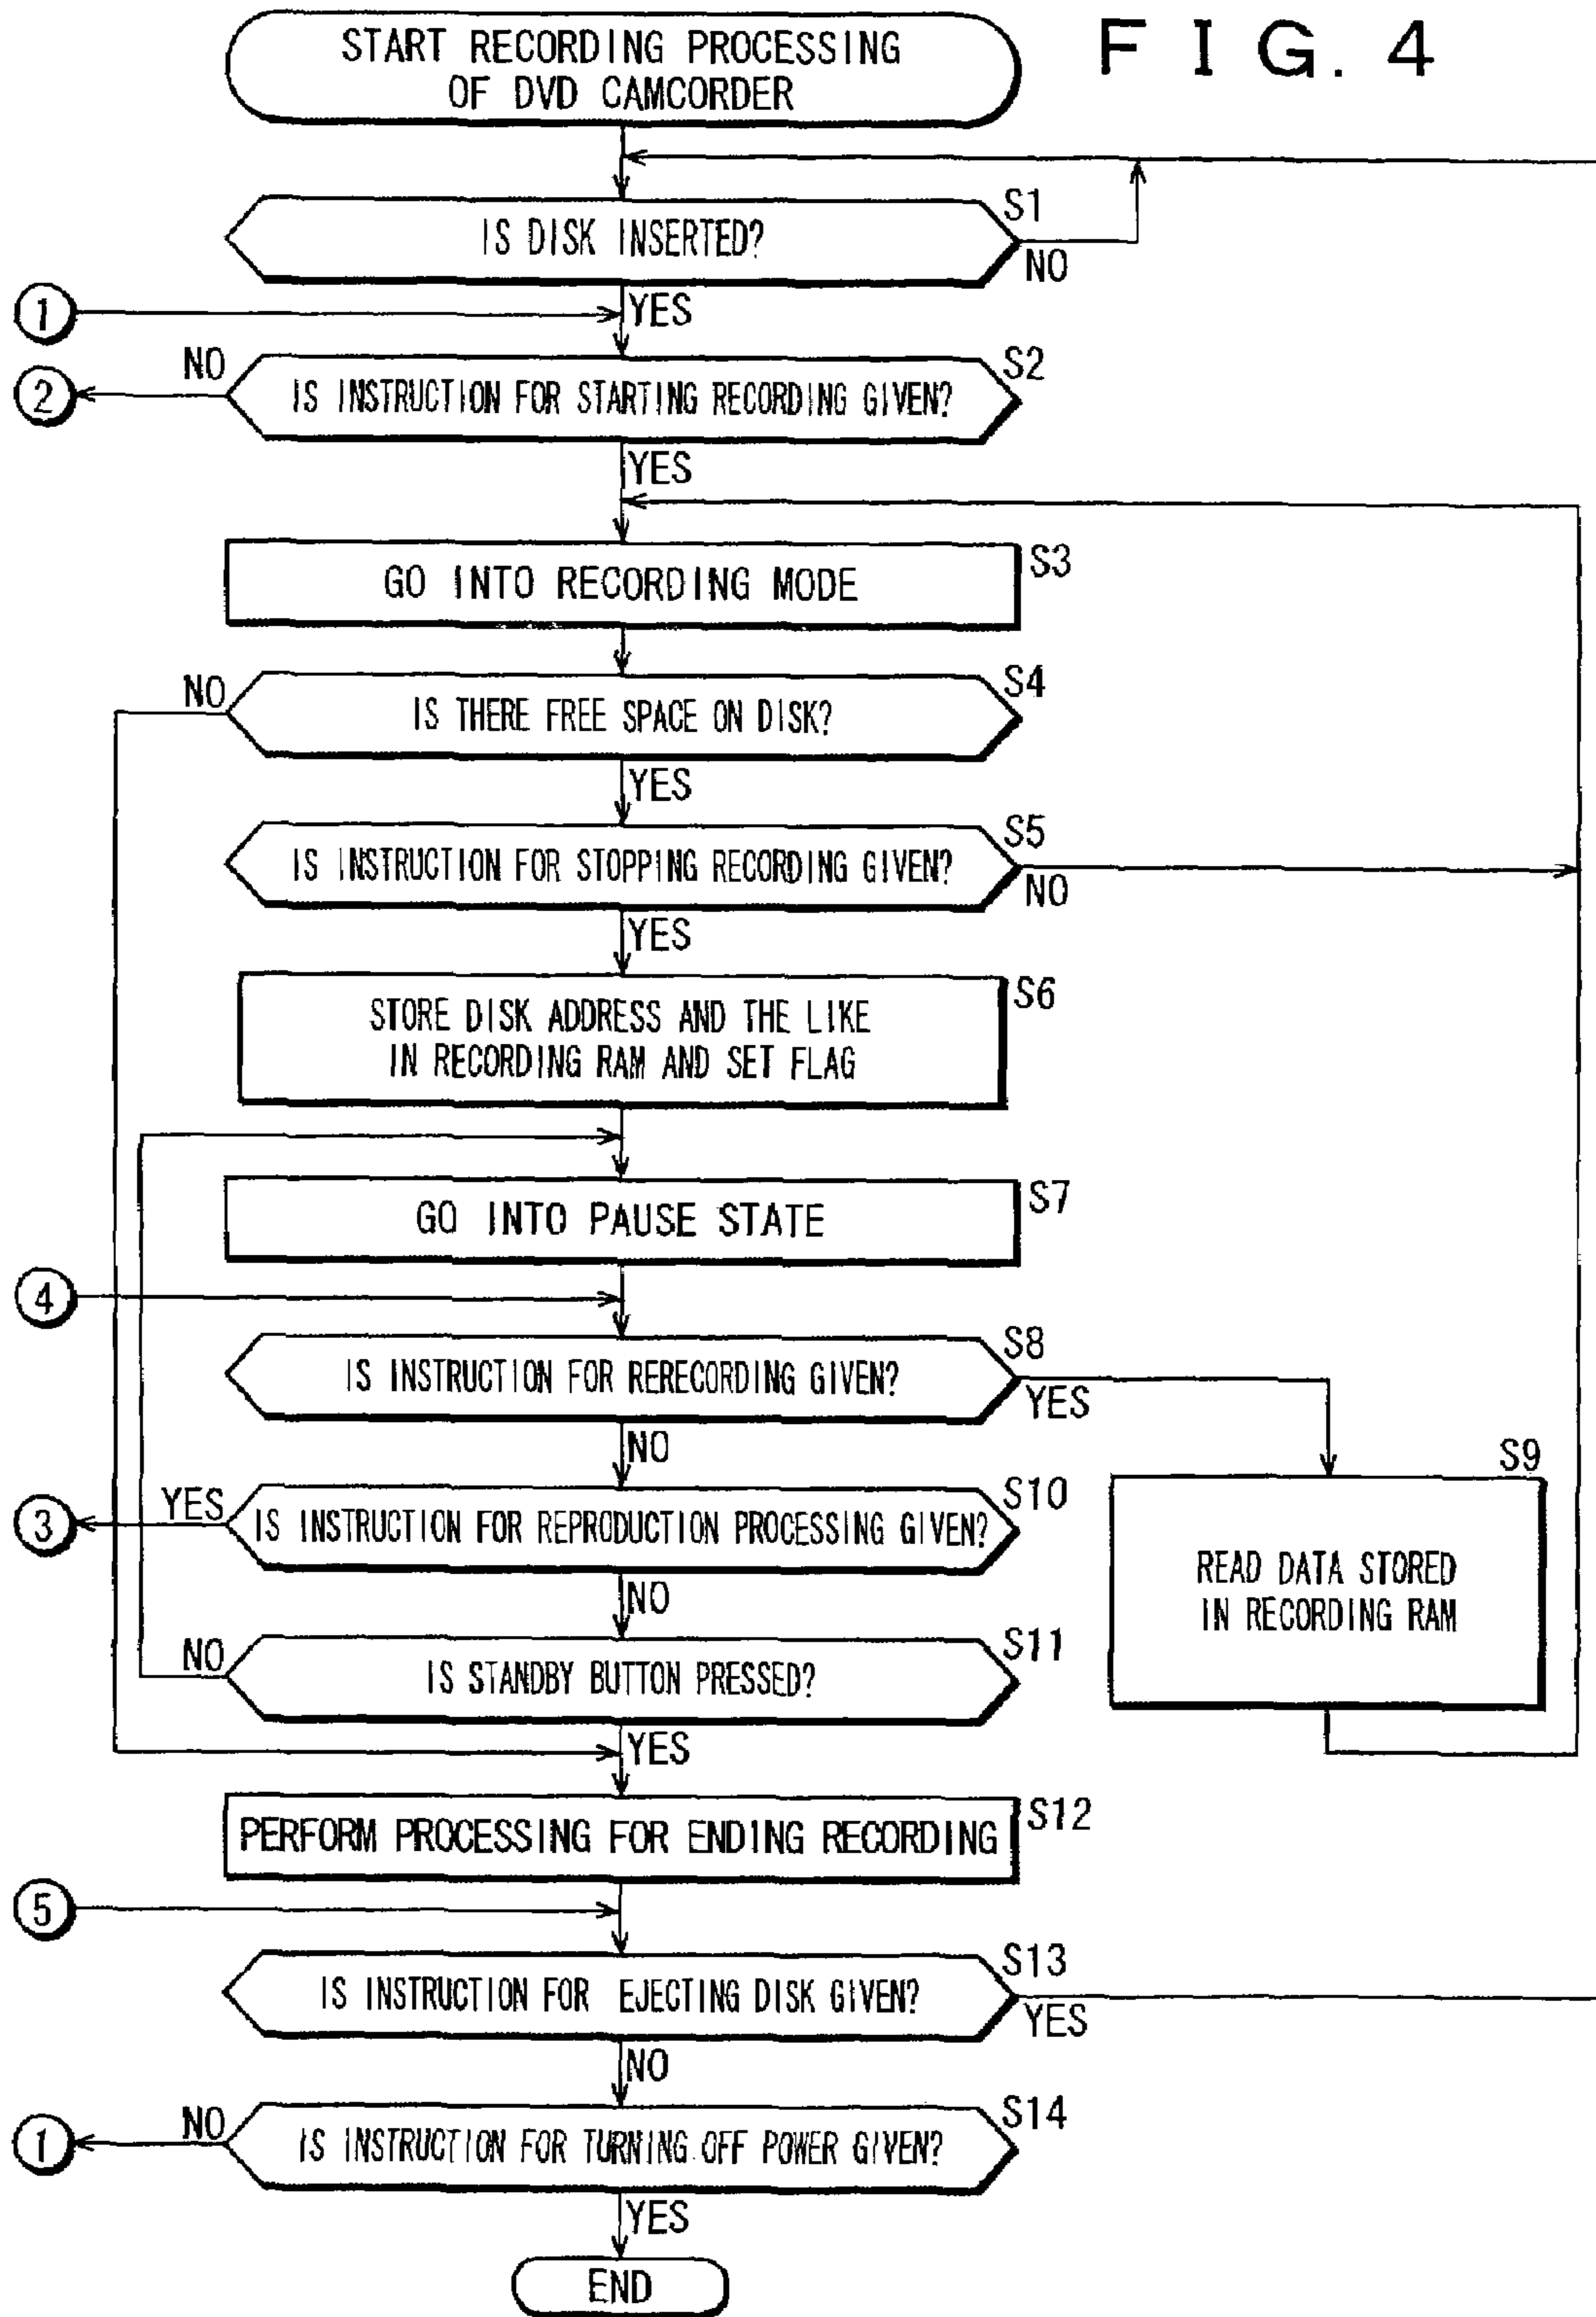 FIG. 4
START RECORDING PROCESSING
OF DVD CAMCORDER
S1
IS DISK INSERTED?
NO
1
YES
S2
NO
2
IS INSTRUCTION FOR STARTING RECORDING GIVEN?
YES
S3
GO INTO RECORDING MODE
S4
NO
IS THERE FREE SPACE ON DISK?
YES
S5
IS INSTRUCTION FOR STOPPING RECORDING GIVEN?
NO
YES
S6
STORE DISK ADDRESS AND THE LIKE
IN RECORDING RAM AND SET FLAG
S7
GO INTO PAUSE STATE
4
S8
IS INSTRUCTION FOR RERECORDING GIVEN?
YES
NO
S9
READ DATA STORED
IN RECORDING RAM
S10
YES
3
IS INSTRUCTION FOR REPRODUCTION PROCESSING GIVEN?
NO
S11
NO
IS STANDBY BUTTON PRESSED?
YES
S12
PERFORM PROCESSING FOR ENDING RECORDING
5
S13
IS INSTRUCTION FOR EJECTING DISK GIVEN?
YES
NO
S14
NO
1
IS INSTRUCTION FOR TURNING OFF POWER GIVEN?
YES
END